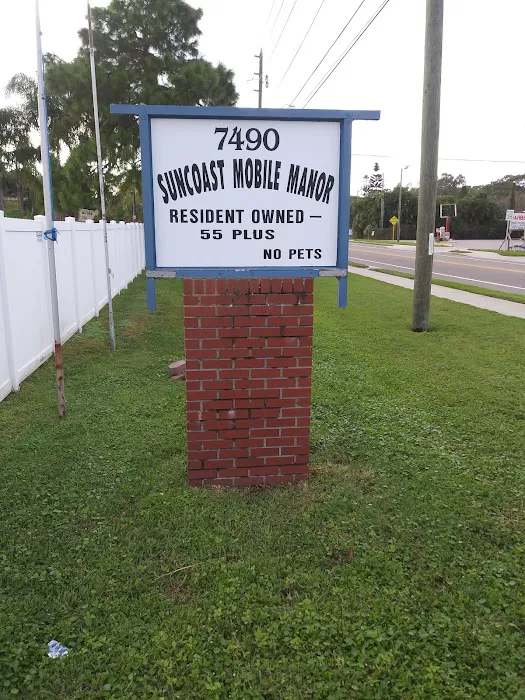 7490
SUNCOAST MOBILE MANOR
RESIDENT OWNED —
55 PLUS
NO PETS